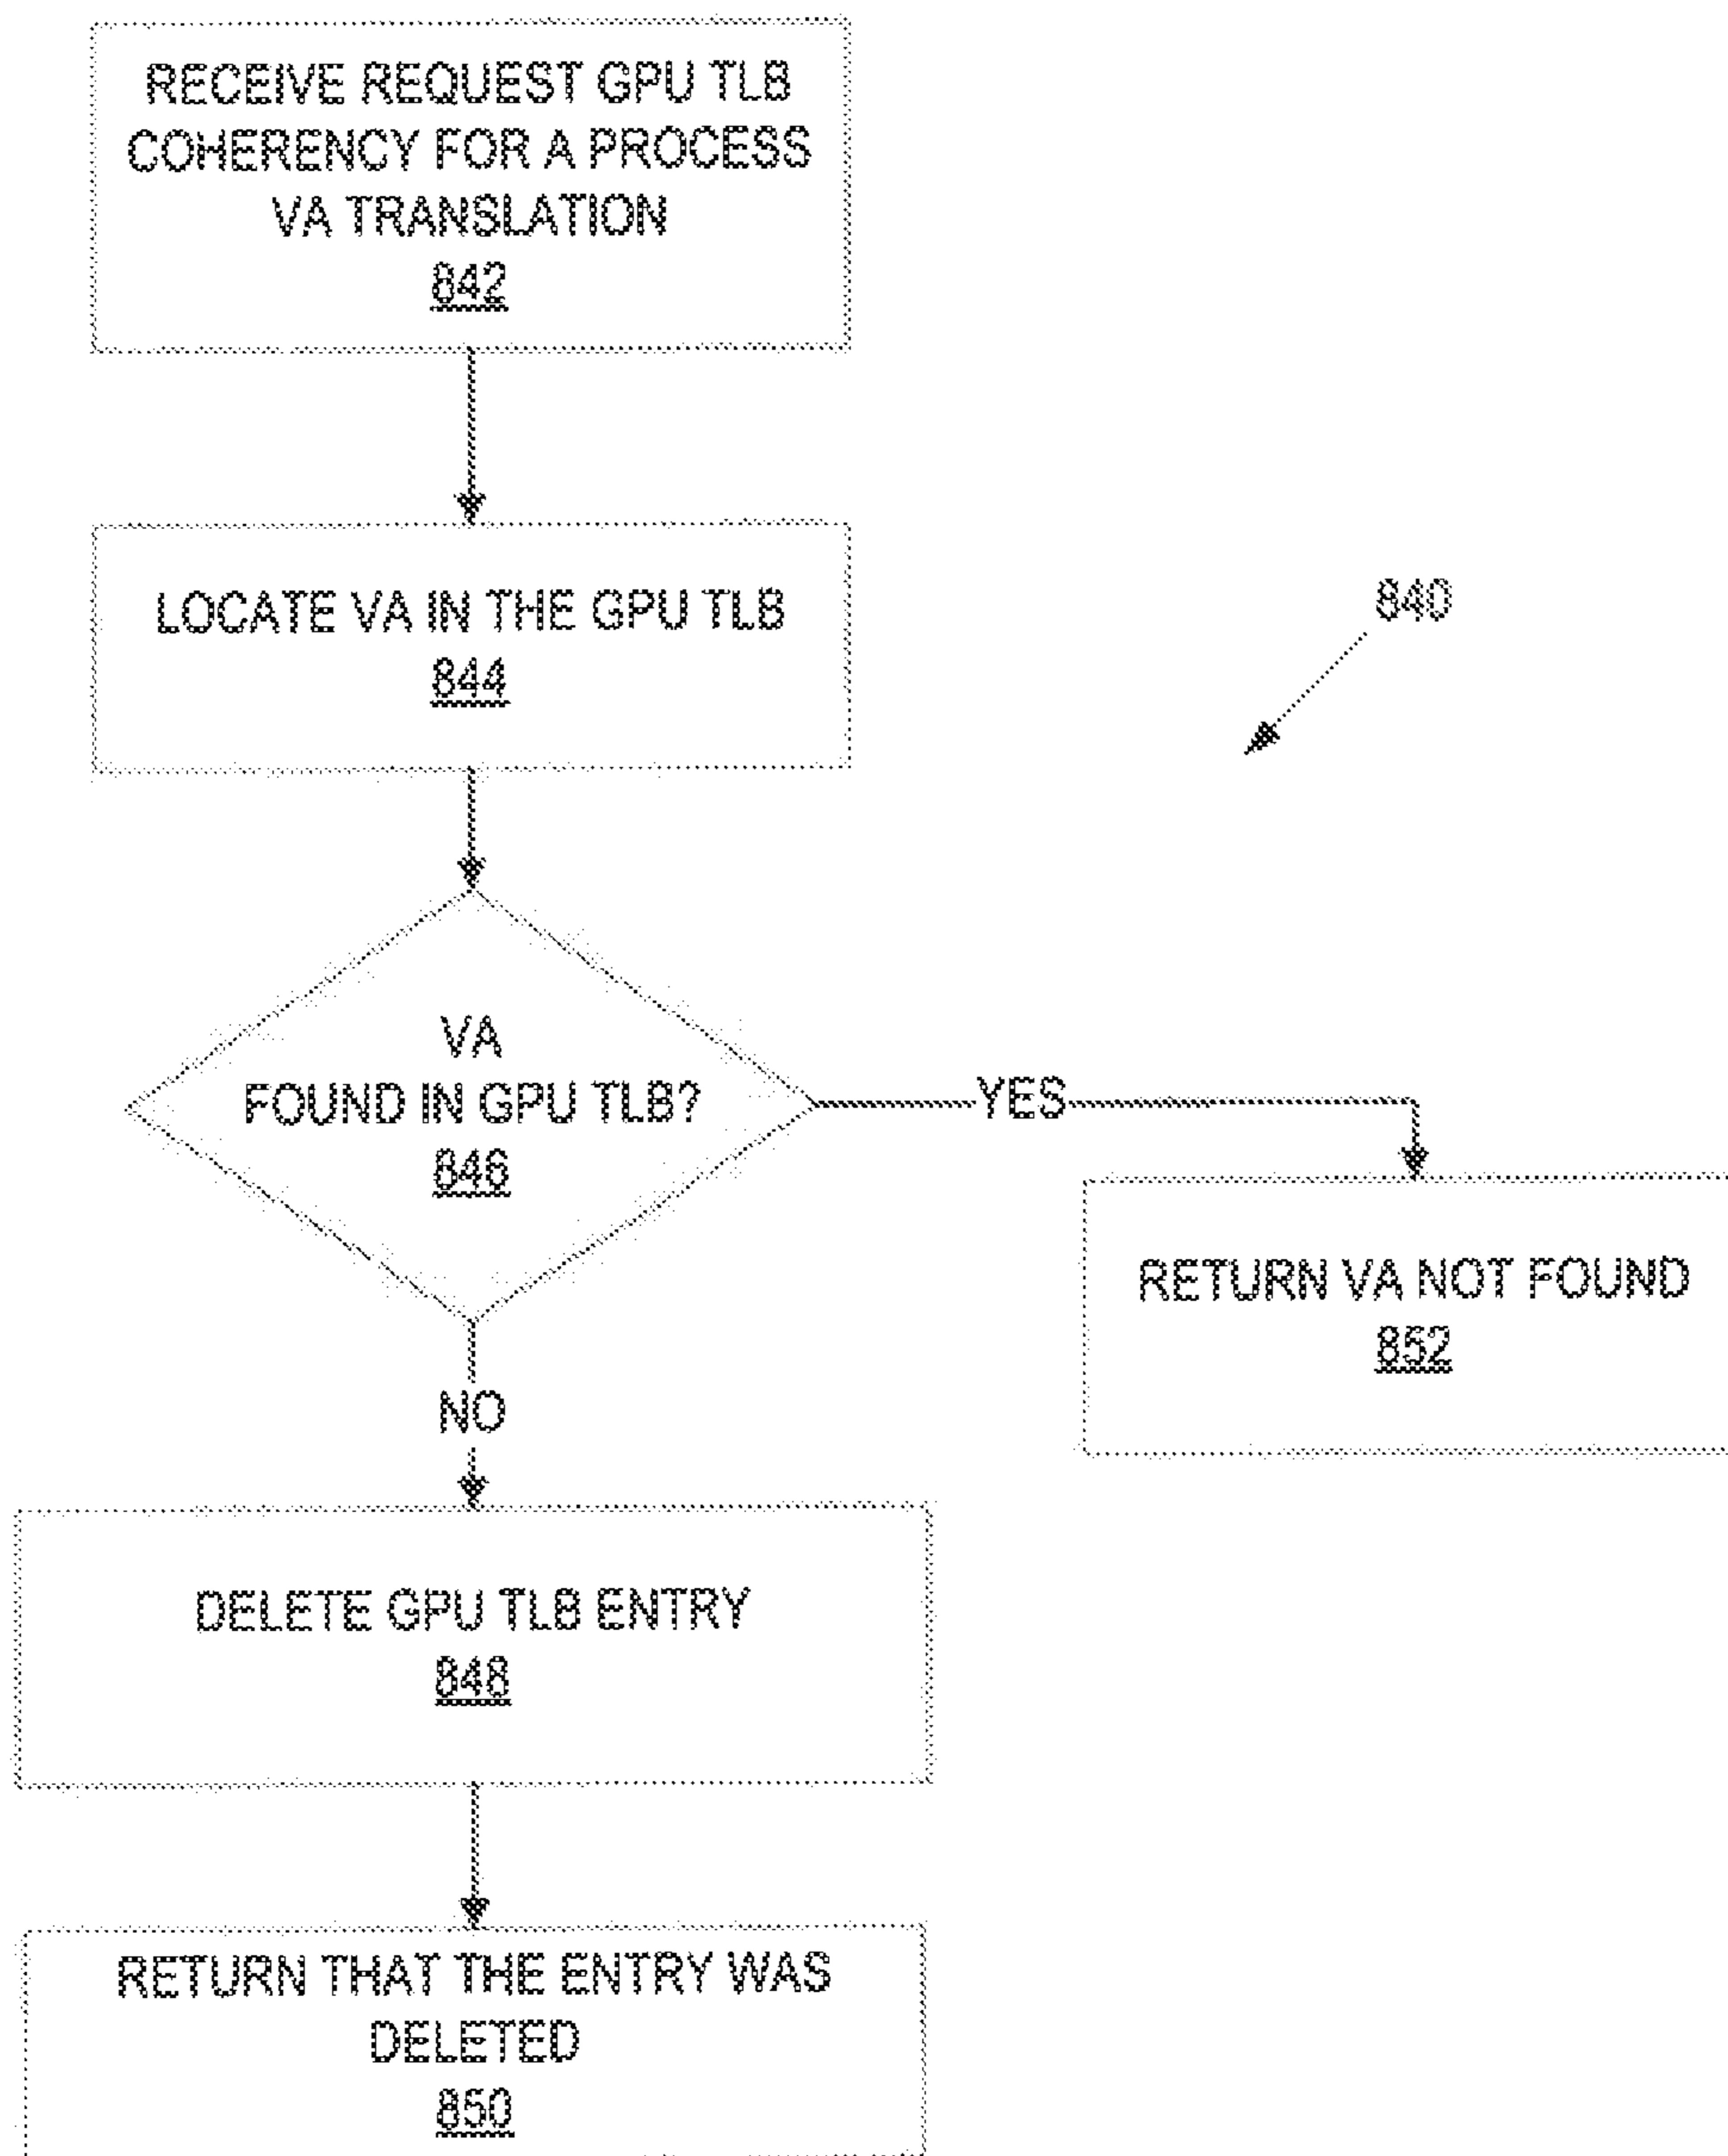 RECEIVE REQUEST GPU TLB
COHERENCY FOR A PROCESS
VA TRANSLATION
842
LOCATE VA IN THE GPU TLB
844
840
VA
FOUND IN GPU TLB?
846
YES
RETURN VA NOT FOUND
852
NO
DELETE GPU TLB ENTRY
848
RETURN THAT THE ENTRY WAS
DELETED
850